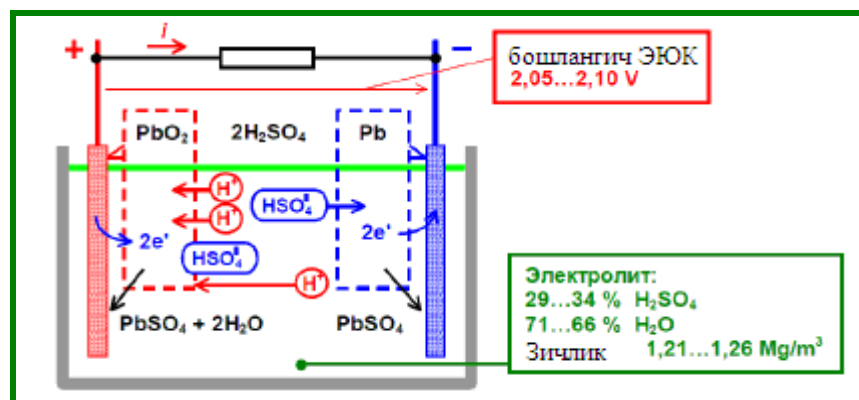 + i −
бошлангич ЭЮК
2,05...2,10 V
PbO₂ 2H₂SO₄ Pb
H⁺
H⁺
HSO₄
2e' 2e'
HSO₄
H⁺
PbSO₄ + 2H₂O PbSO₄
Электролит:
29...34 % H₂SO₄
71...66 % H₂O
Зичлик 1,21...1,26 Mg/m³